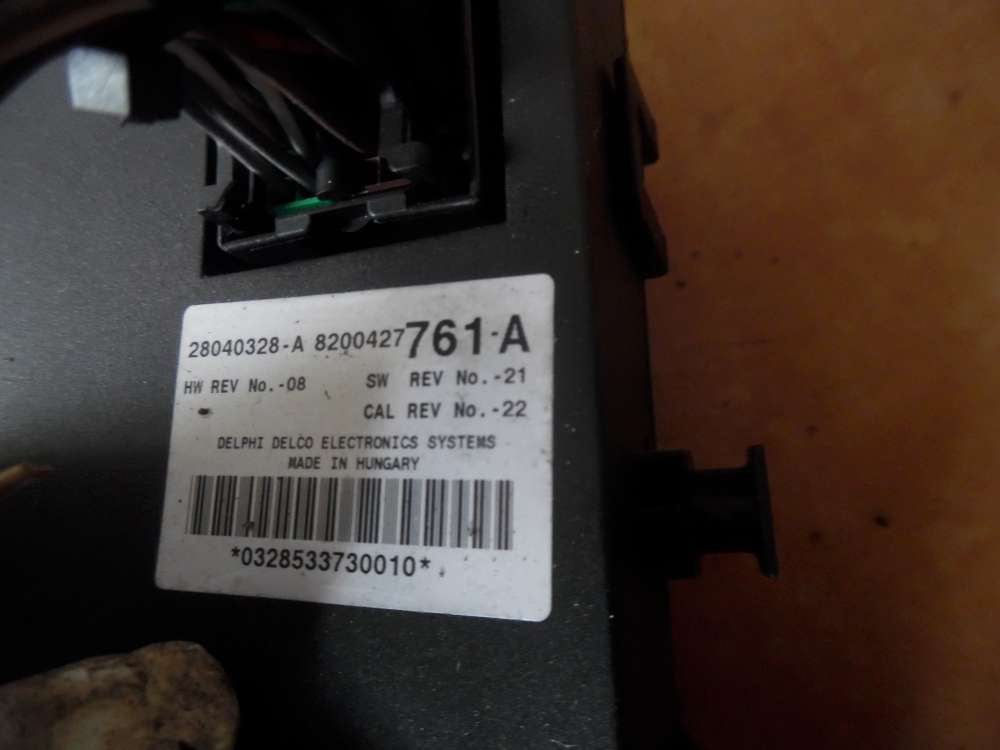 28040328-A 8200427761-A
HW REV No.-08 SW REV No.-21
CAL REV No.-22
DELPHI DELCO ELECTRONICS SYSTEMS
MADE IN HUNGARY
*0328533730010*